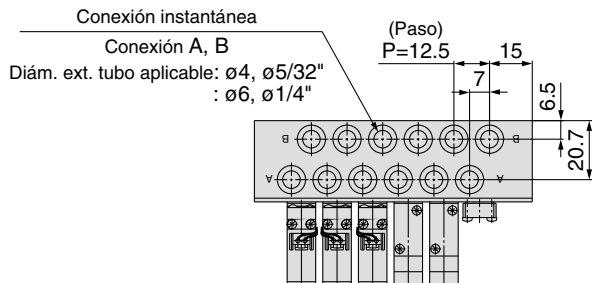 Conexión instantánea
Conexión A, B
Diám. ext. tubo aplicable: ø4, ø5/32"
: ø6, ø1/4"
(Paso)
P=12.5
15
7
6.5
20.7
B
B
A
A